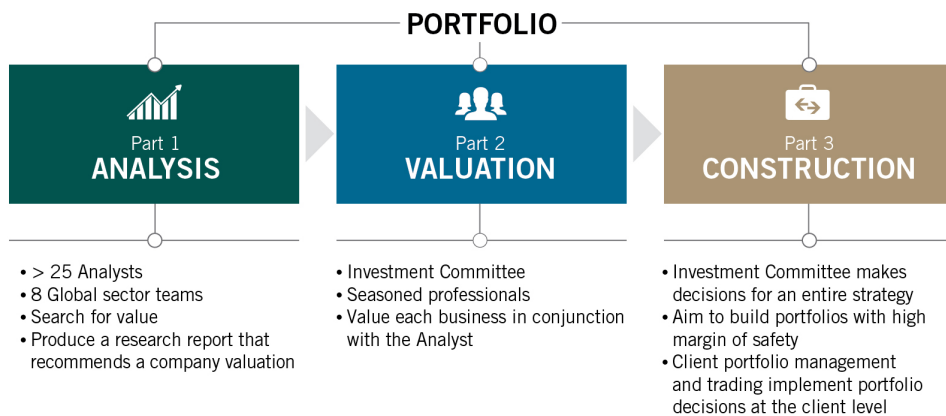 PORTFOLIO
Part 1
ANALYSIS
Part 2
VALUATION
Part 3
CONSTRUCTION
• > 25 Analysts
• 8 Global sector teams
• Search for value
• Produce a research report that
recommends a company valuation
• Investment Committee
• Seasoned professionals
• Value each business in conjunction
with the Analyst
• Investment Committee makes
decisions for an entire strategy
• Aim to build portfolios with high
margin of safety
• Client portfolio management
and trading implement portfolio
decisions at the client level